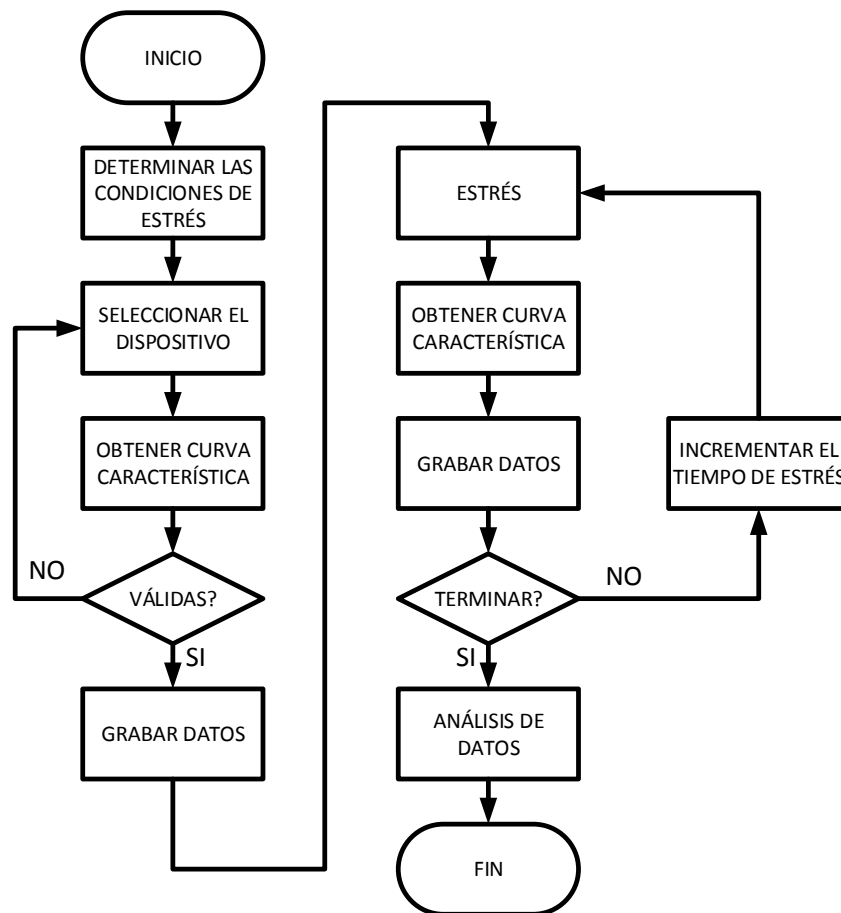 INICIO
DETERMINAR LAS
CONDICIONES DE
ESTRÉS
SELECCIONAR EL
DISPOSITIVO
OBTENER CURVA
CARACTERÍSTICA
NO
VÁLIDAS?
SI
GRABAR DATOS
ESTRÉS
OBTENER CURVA
CARACTERÍSTICA
GRABAR DATOS
TERMINAR?
NO
INCREMENTAR EL
TIEMPO DE ESTRÉS
SI
ANÁLISIS DE
DATOS
FIN